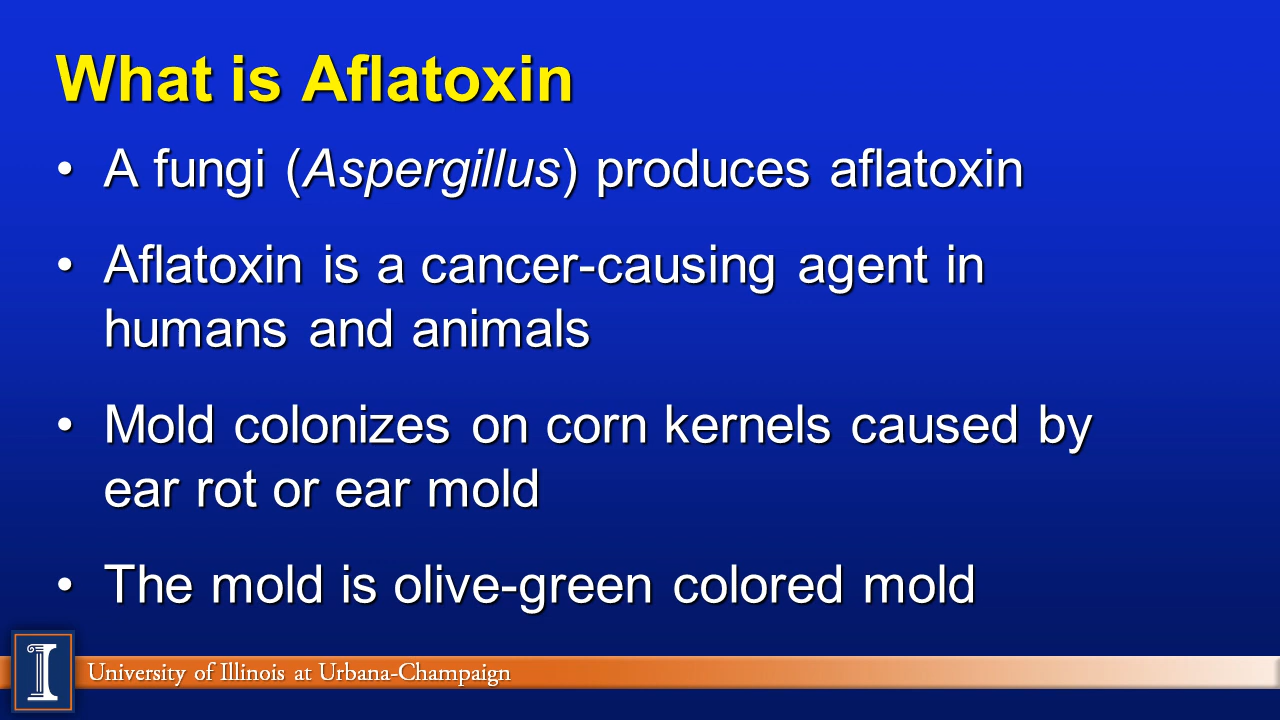 What is Aflatoxin
• A fungi (Aspergillus) produces aflatoxin
• Aflatoxin is a cancer-causing agent in
humans and animals
• Mold colonizes on corn kernels caused by
ear rot or ear mold
• The mold is olive-green colored mold
I University of Illinois at Urbana-Champaign